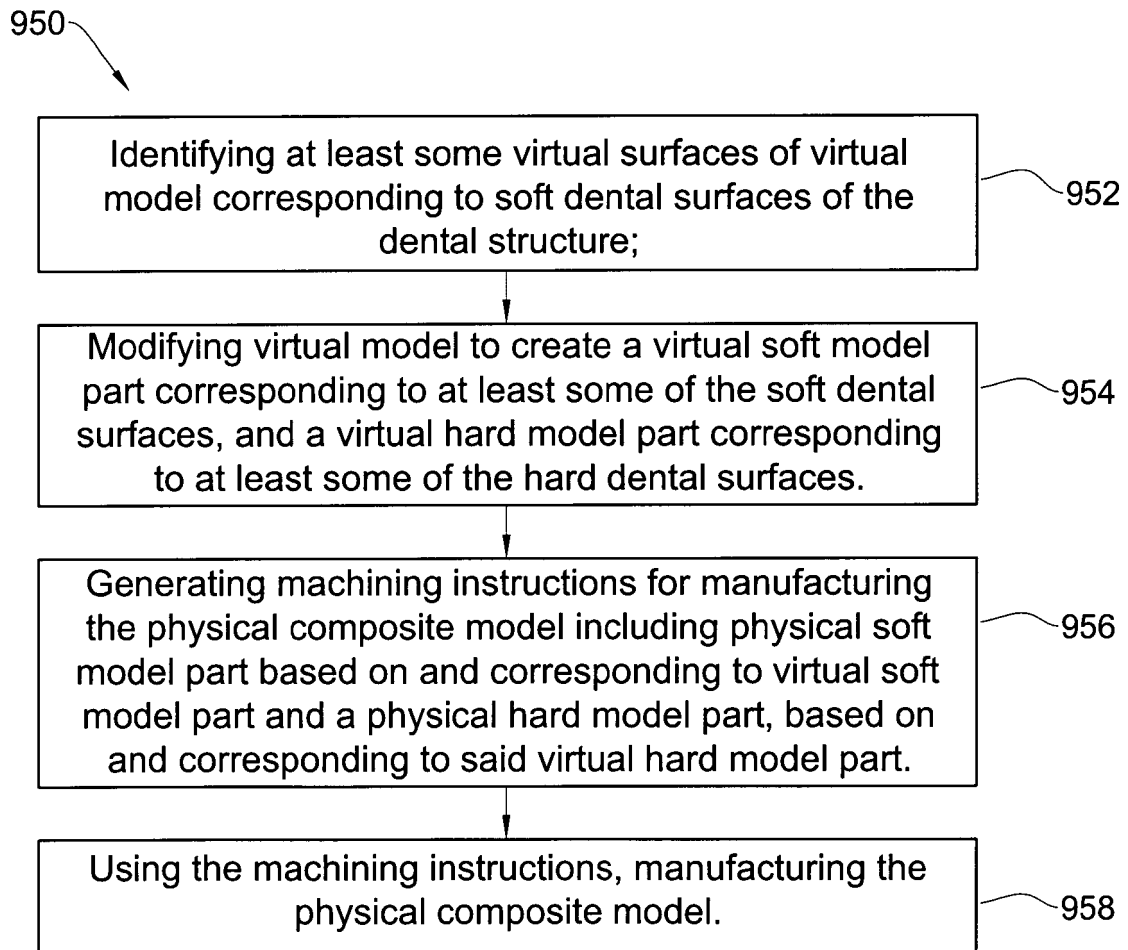 950
Identifying at least some virtual surfaces of virtual
model corresponding to soft dental surfaces of the
dental structure;
952
Modifying virtual model to create a virtual soft model
part corresponding to at least some of the soft dental
surfaces, and a virtual hard model part corresponding
to at least some of the hard dental surfaces.
954
Generating machining instructions for manufacturing
the physical composite model including physical soft
model part based on and corresponding to virtual soft
model part and a physical hard model part, based on
and corresponding to said virtual hard model part.
956
Using the machining instructions, manufacturing the
physical composite model.
958